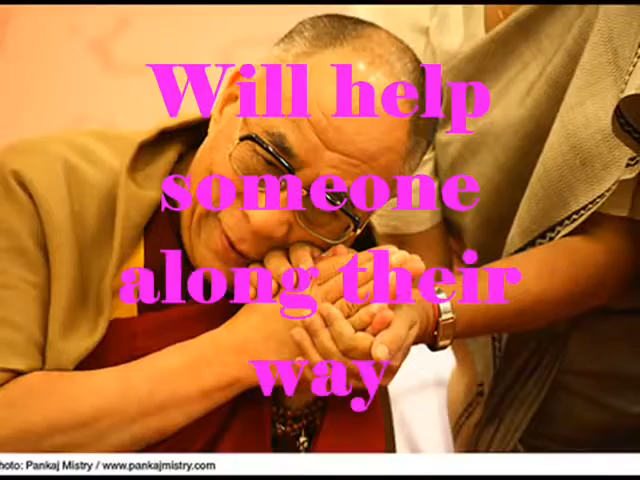 Will help
someone
along their
way
hoto: Pankaj Mistry / www.pankajmistry.com